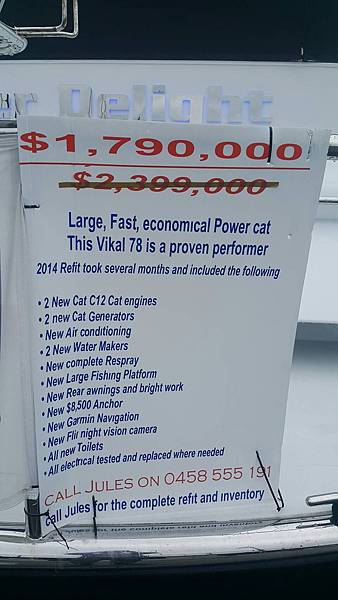 Delight
$1,790,000
$2,399,000
Large, Fast, economical Power cat
This Vikal 78 is a proven performer
2014 Refit took several months and included the following
• 2 New Cat C12 Cat engines
• 2 new Cat Generators
• New Air conditioning
• 2 New Water Makers
• New complete Respray
• New Large Fishing Platform
• New Rear awnings and bright work
• New $8,500 Anchor
• New Garmin Navigation
• New Flir night vision camera
• All new Toilets
• All electrical tested and replaced where needed
CALL JULES ON 0458 555 191
call Jules for the complete refit and inventory